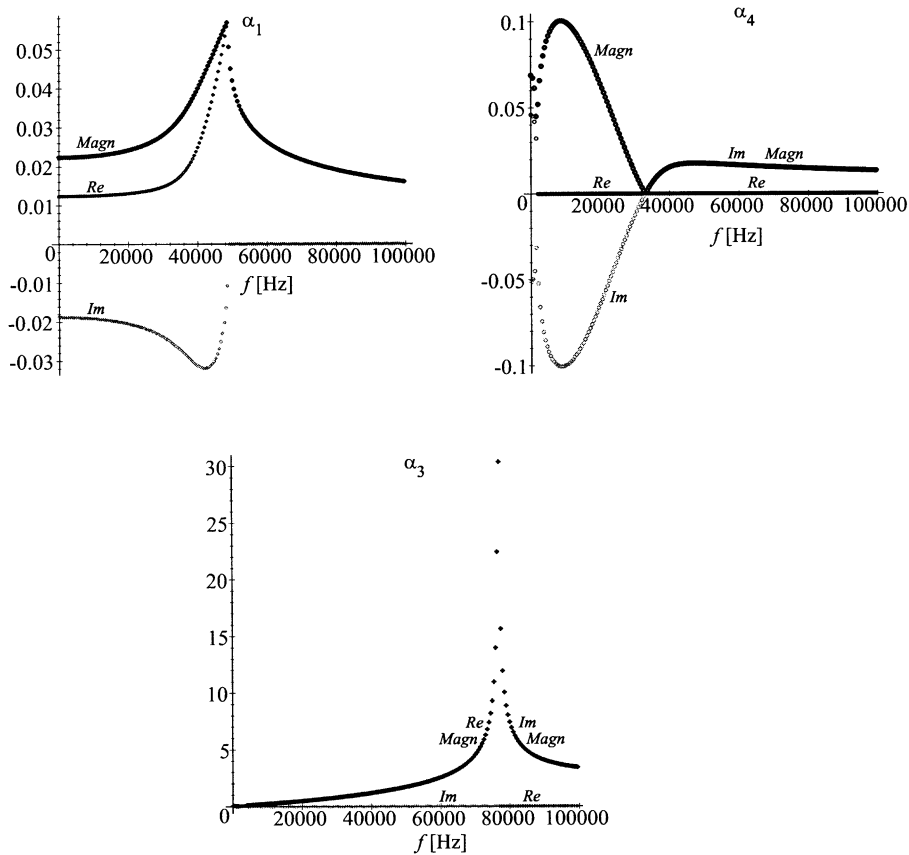 α1
0.05
0.04
0.03
0.02
0.01
0
-0.01
-0.02
-0.03
Magn
Re
Im
20000 40000 60000 80000 100000
f [Hz]
α4
0.1
0.05
0
-0.05
-0.1
Magn
Im Magn
Re Re
20000 40000 60000 80000 100000
f [Hz]
Im
α3
30
25
20
15
10
5
0
Re Im
Magn Magn
Im Re
0 20000 40000 60000 80000 100000
f [Hz]